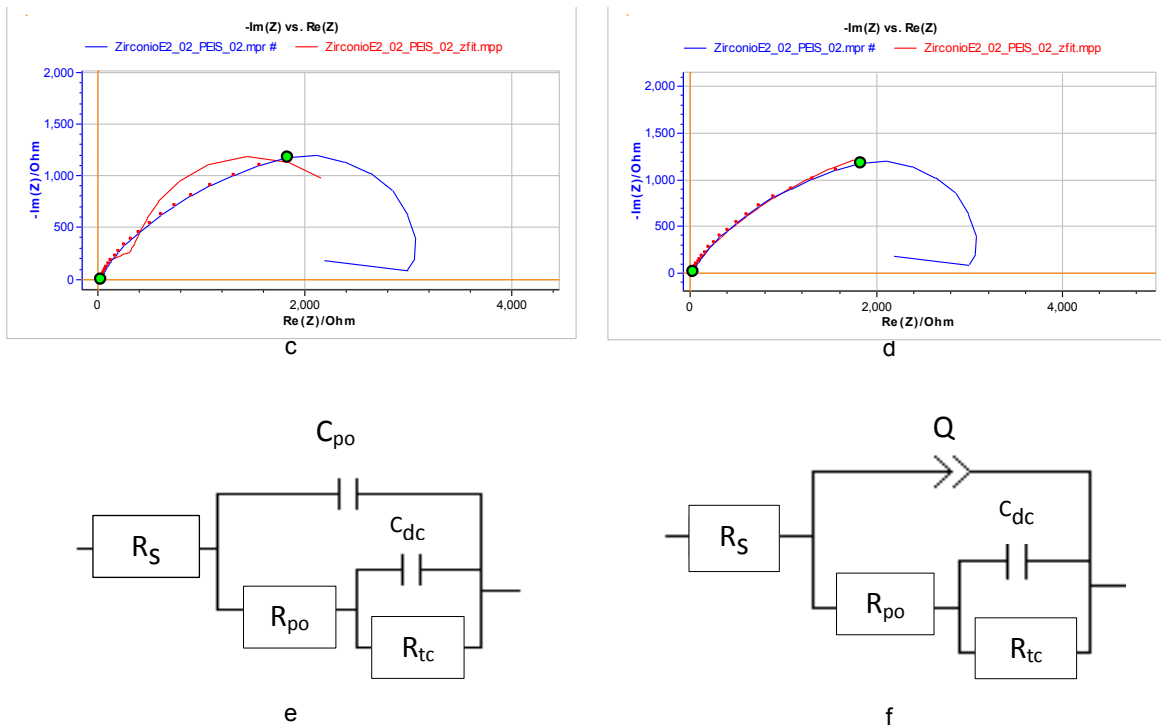 -Im(Z) vs. Re(Z)
ZirconioE2_02_PEIS_02.mpr # ZirconioE2_02_PEIS_02_zfit.mpp
2,000
1,500
1,000
500
0
-Im(Z)/Ohm
0 2,000 4,000
Re(Z)/Ohm
c
-Im(Z) vs. Re(Z)
ZirconioE2_02_PEIS_02.mpr # ZirconioE2_02_PEIS_02_zfit.mpp
2,000
1,500
1,000
500
0
-Im(Z)/Ohm
0 2,000 4,000
Re(Z)/Ohm
d
Cpo
Cdc
RS
Rpo
Rtc
e
Q
Cdc
RS
Rpo
Rtc
f